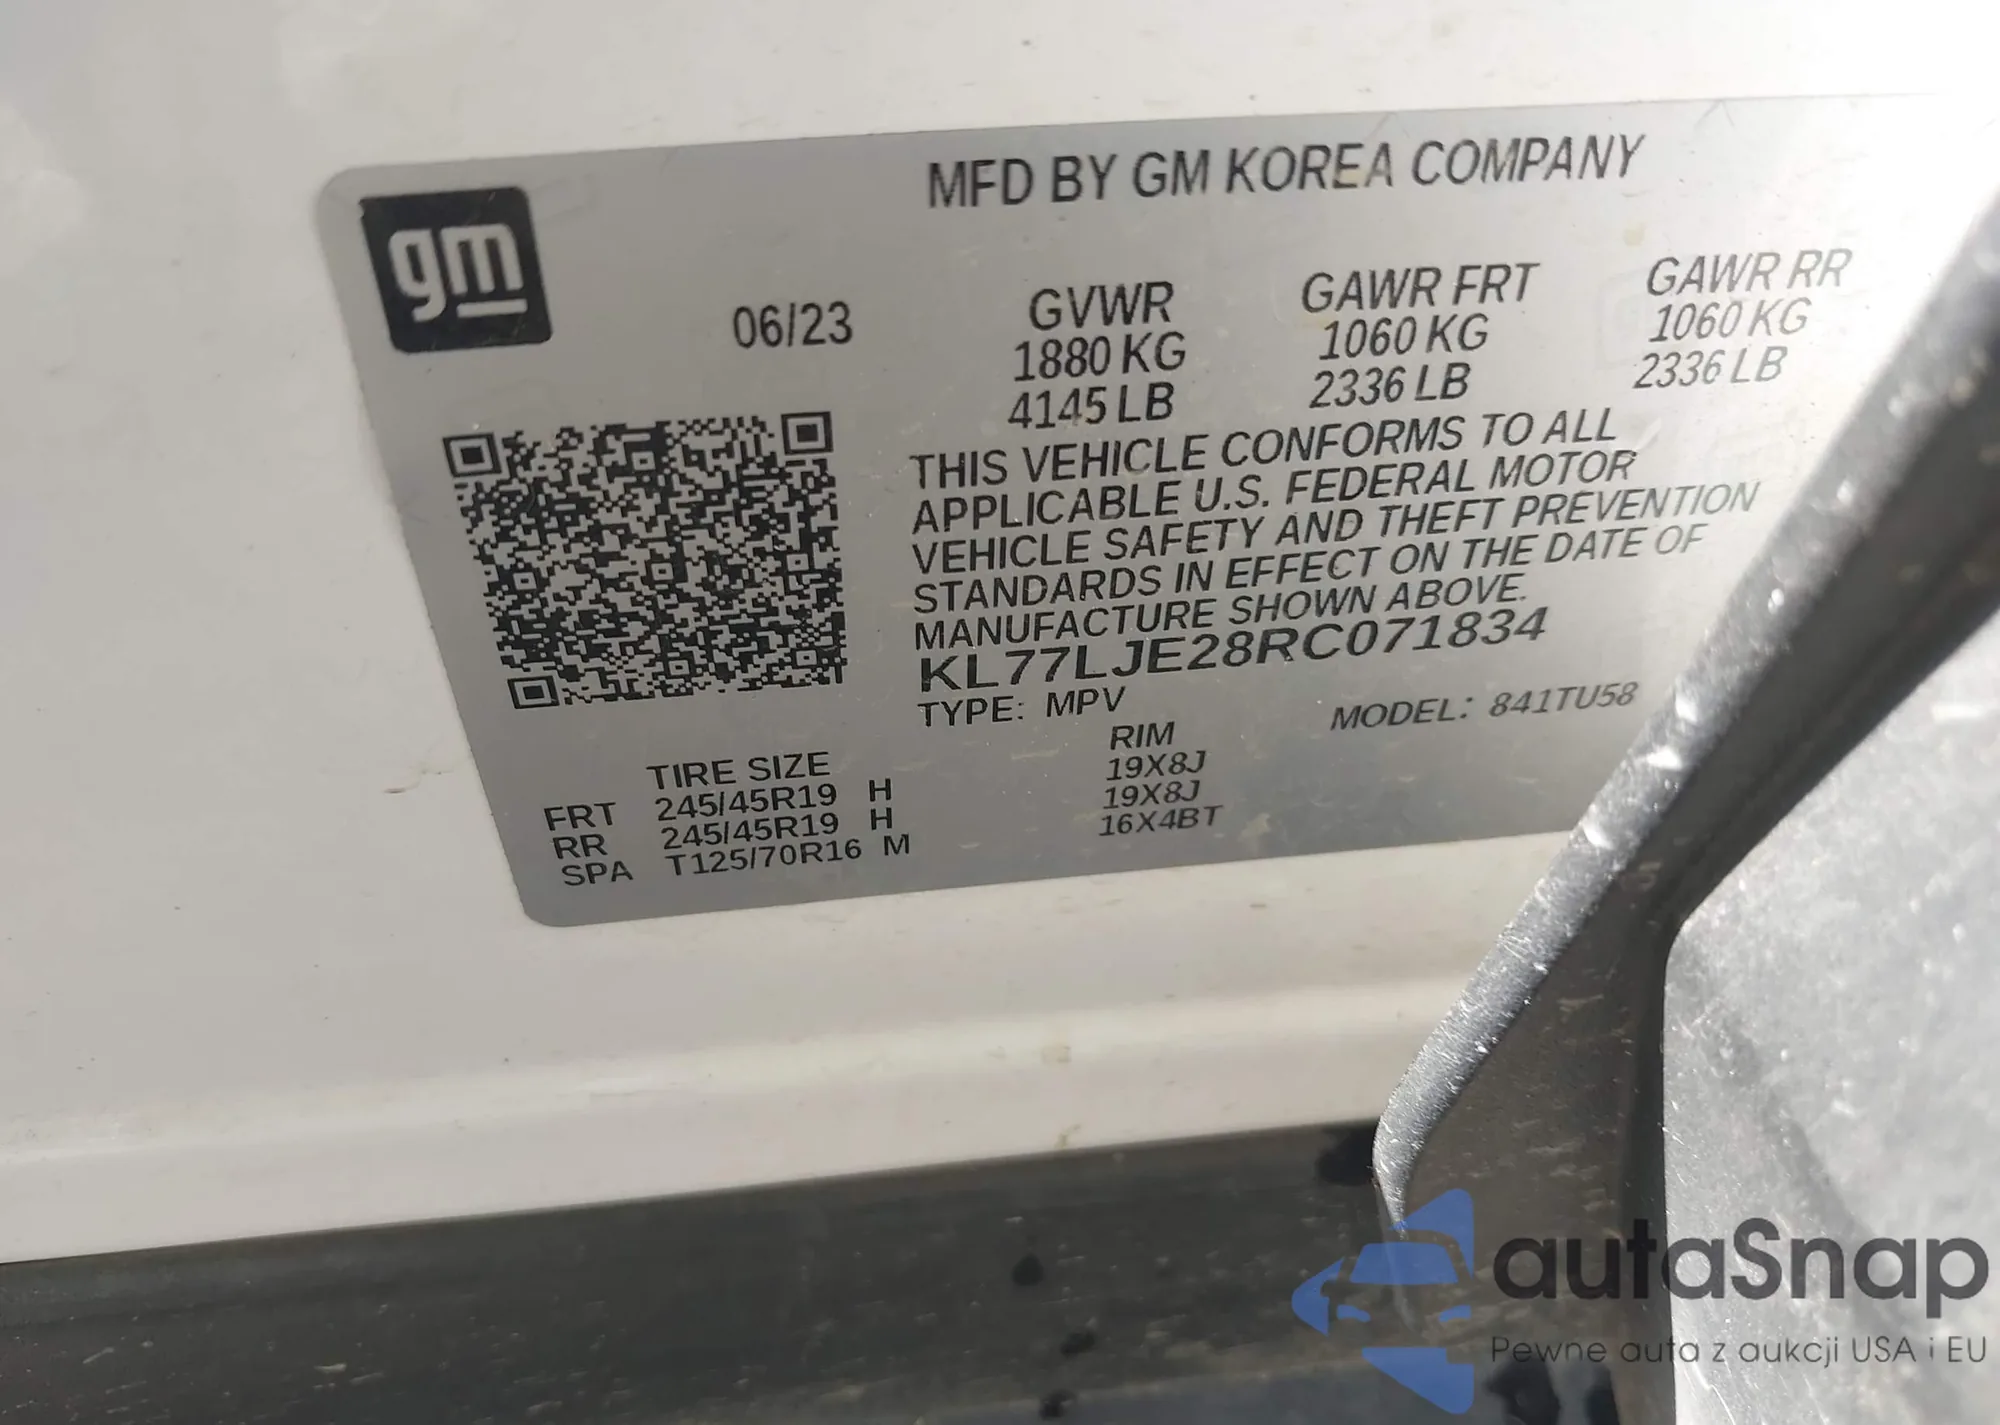 gm
MFD BY GM KOREA COMPANY
06/23
GVWR GAWR FRT GAWR RR
1880 KG 1060 KG 1060 KG
4145 LB 2336 LB 2336 LB
THIS VEHICLE CONFORMS TO ALL
APPLICABLE U.S. FEDERAL MOTOR
VEHICLE SAFETY AND THEFT PREVENTION
STANDARDS IN EFFECT ON THE DATE OF
MANUFACTURE SHOWN ABOVE.
KL77LJE28RC071834
TYPE: MPV MODEL: 841TU58
TIRE SIZE RIM
FRT 245/45R19 H 19X8J
RR 245/45R19 H 19X8J
SPA T125/70R16 M 16X4BT
autaSnap
Pewne auta z aukcji USA i EU